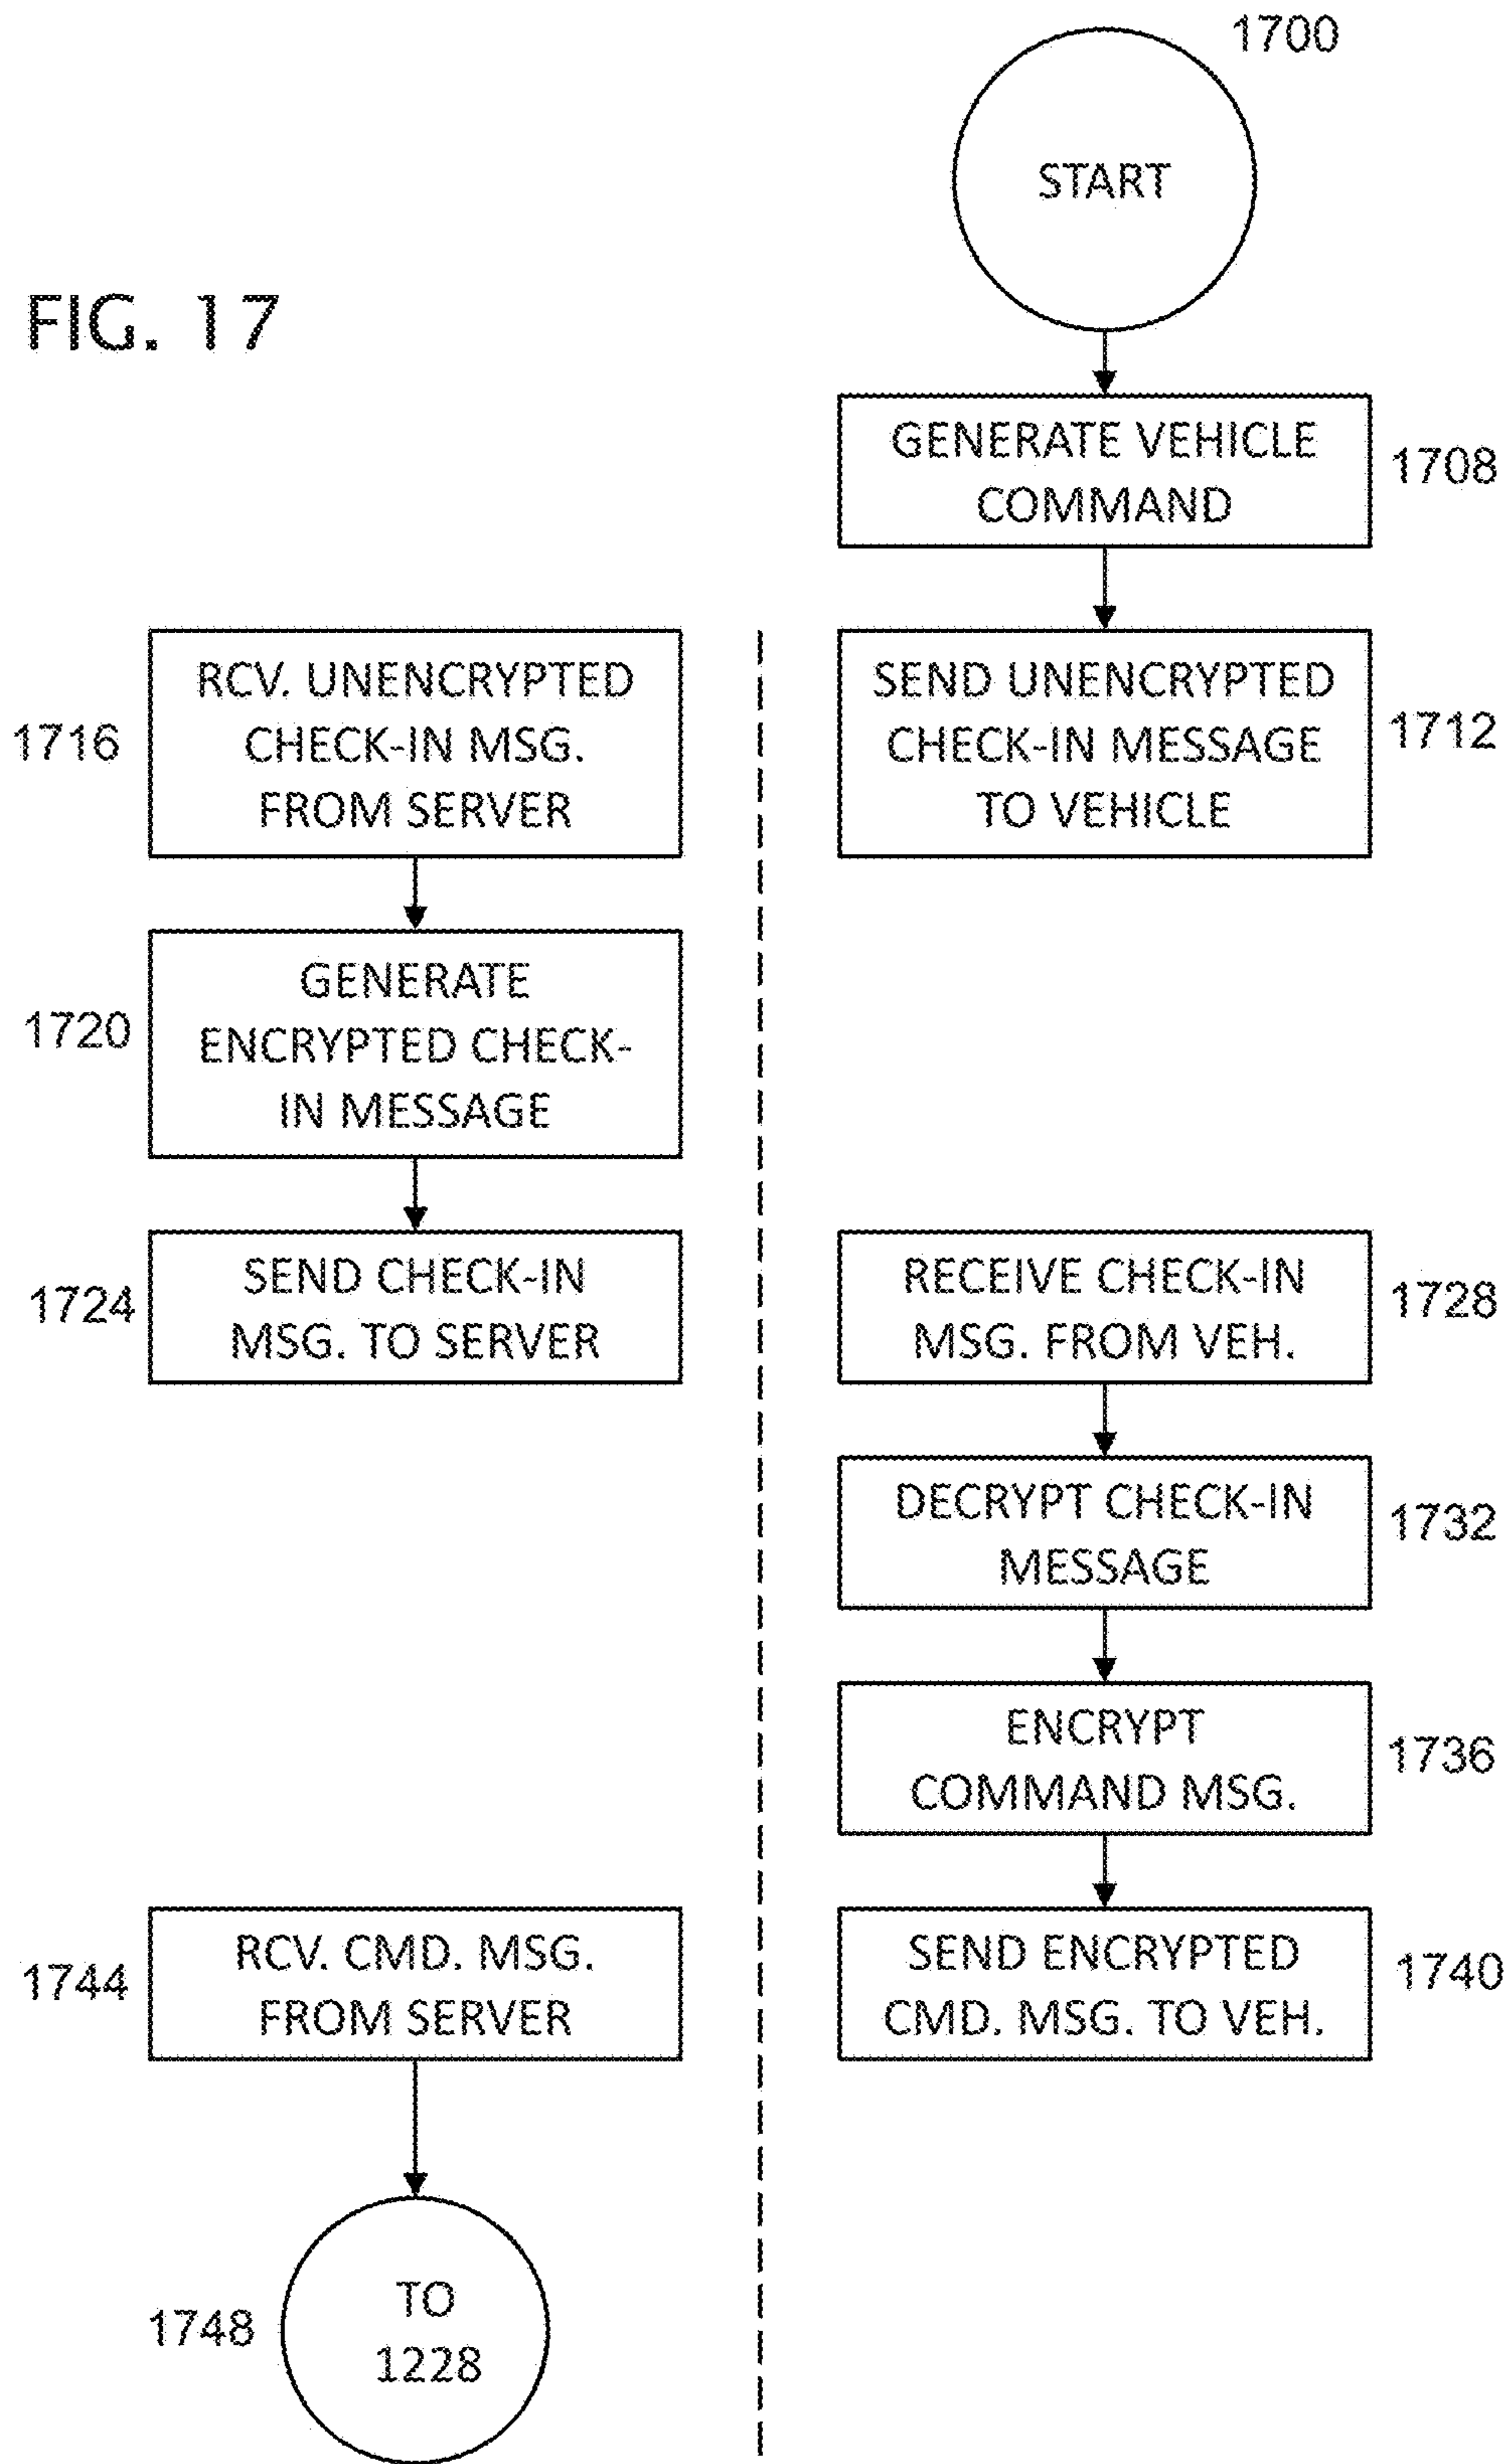 1700
START
FIG. 17
GENERATE VEHICLE
COMMAND
1708
RCV. UNENCRYPTED
CHECK-IN MSG.
FROM SERVER
1716
SEND UNENCRYPTED
CHECK-IN MESSAGE
TO VEHICLE
1712
GENERATE
ENCRYPTED CHECK-
IN MESSAGE
1720
SEND CHECK-IN
MSG. TO SERVER
1724
RECEIVE CHECK-IN
MSG. FROM VEH.
1728
DECRYPT CHECK-IN
MESSAGE
1732
ENCRYPT
COMMAND MSG.
1736
RCV. CMD. MSG.
FROM SERVER
1744
SEND ENCRYPTED
CMD. MSG. TO VEH.
1740
TO
1228
1748